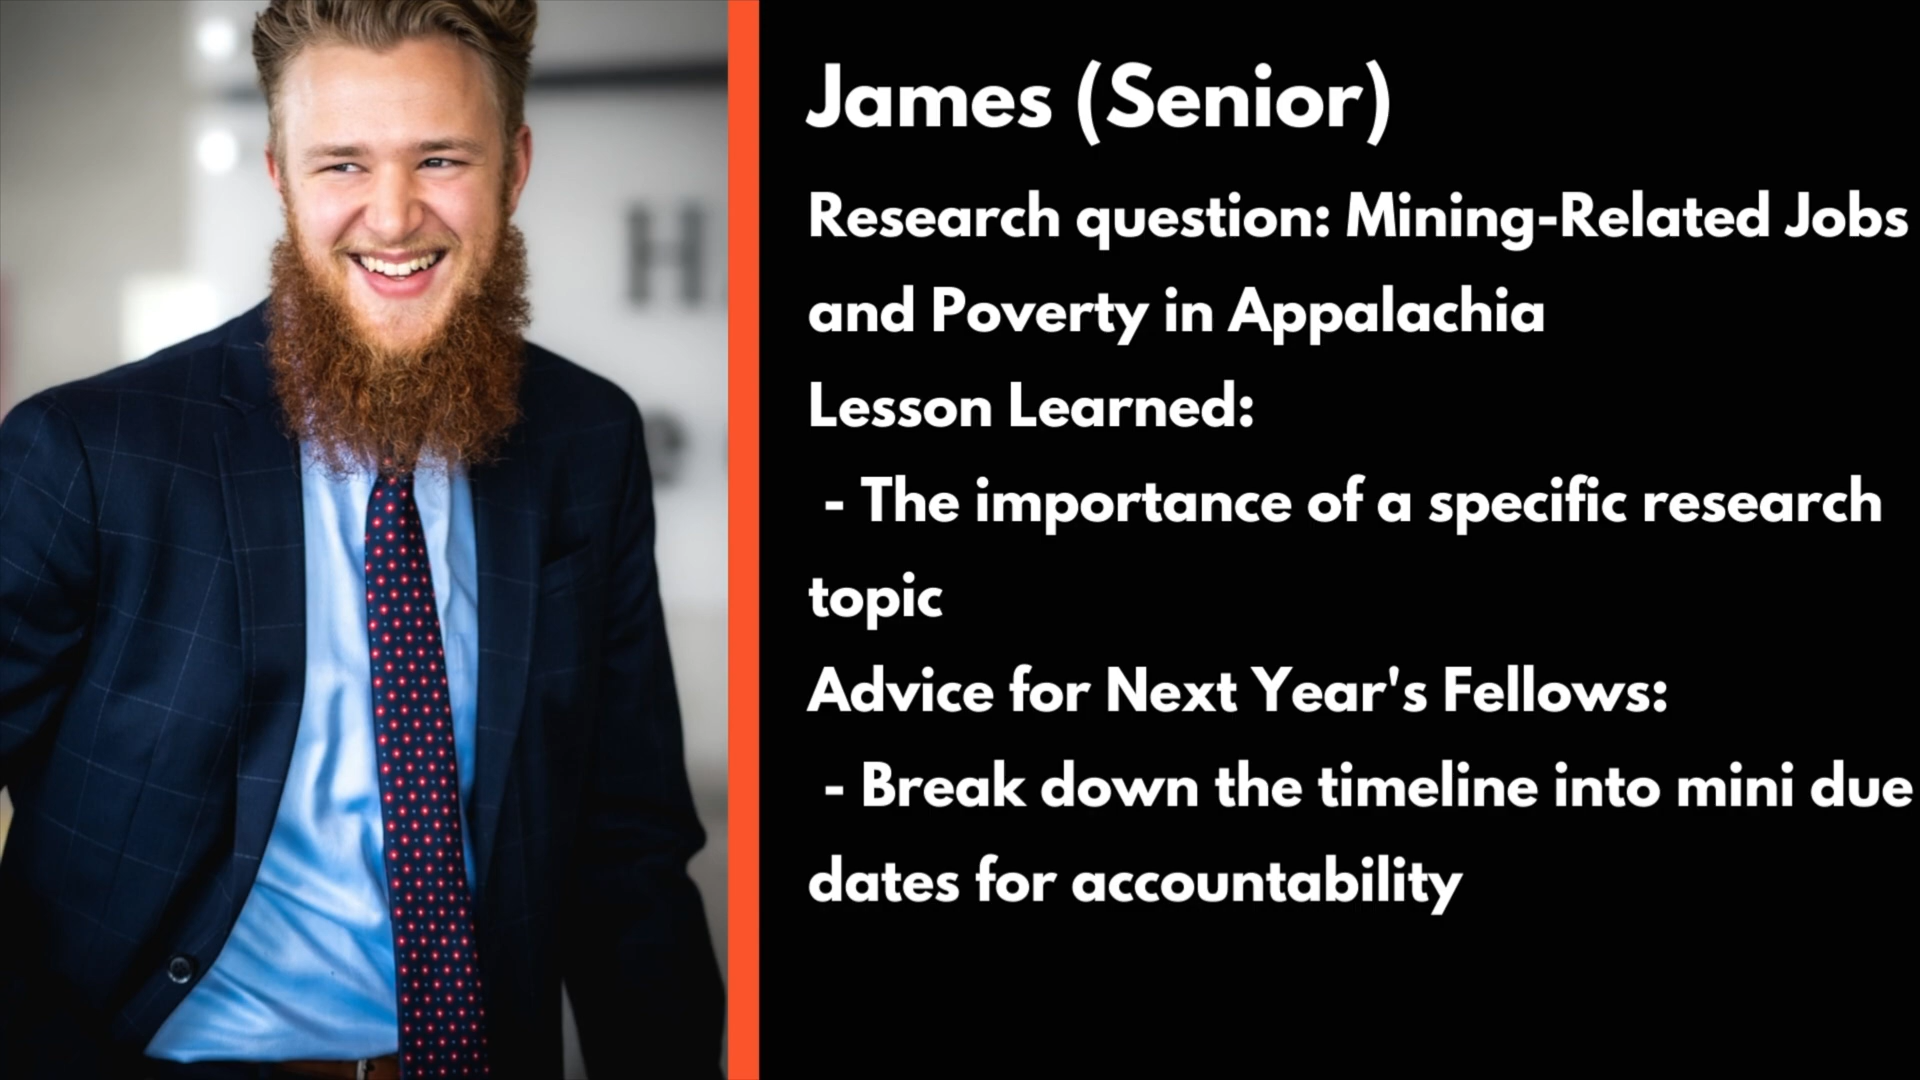 James (Senior)
Research question: Mining-Related Jobs
and Poverty in Appalachia
Lesson Learned:
- The importance of a specific research
topic
Advice for Next Year's Fellows:
- Break down the timeline into mini due
dates for accountability
H